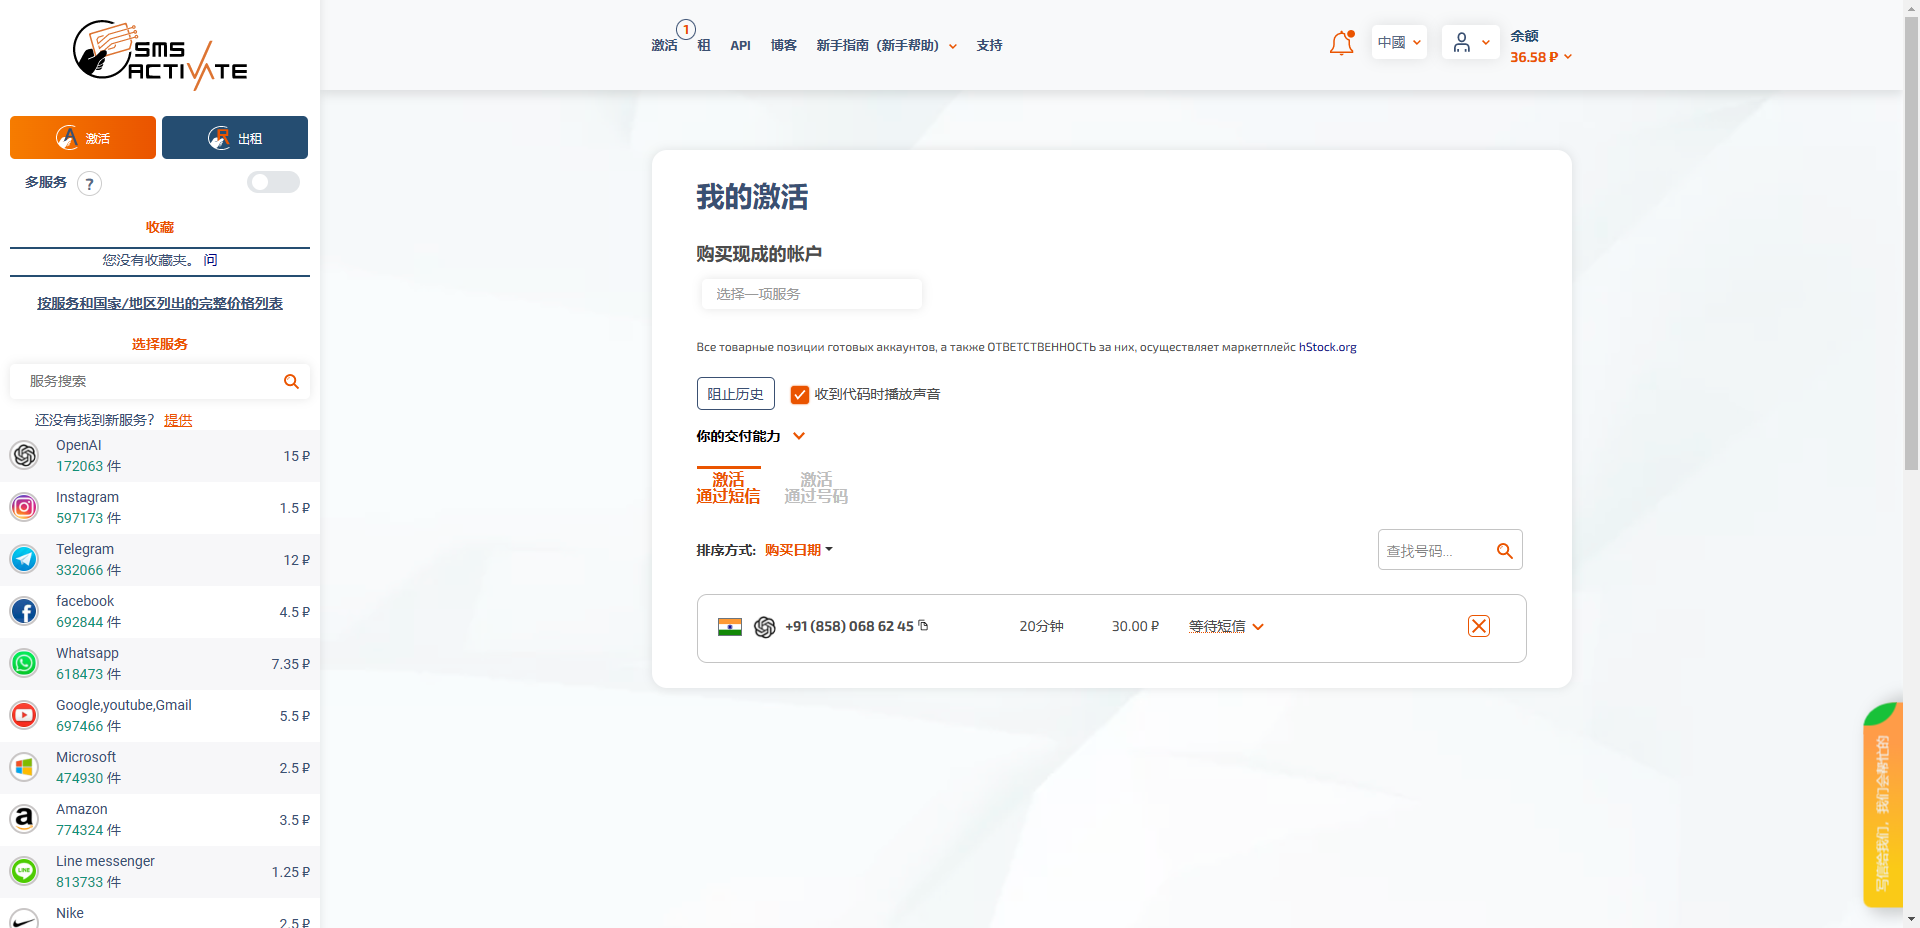 SMS
ACTIVATE
激活
出租
多服务
?
收藏
您没有收藏夹。 问
按服务和国家/地区列出的完整价格列表
选择服务
服务搜索
还没有找到新服务? 提供
OpenAI
172063 件
15 ₽
Instagram
597173 件
1.5 ₽
Telegram
332066 件
12 ₽
facebook
692844 件
4.5 ₽
Whatsapp
618473 件
7.35 ₽
Google,youtube,Gmail
697466 件
5.5 ₽
Microsoft
474930 件
2.5 ₽
Amazon
774324 件
3.5 ₽
Line messenger
813733 件
1.25 ₽
Nike
2.5 ₽
激活 1 租 API 博客 新手指南（新手帮助） 支持
中國
余额
36.58 ₽
我的激活
购买现成的帐户
选择一项服务
Все товарные позиции готовых аккаунтов, а также ОТВЕТСТВЕННОСТЬ за них, осуществляет маркетплейс hStock.org
阻止历史
收到代码时播放声音
你的交付能力
激活
通过短信
激活
通过号码
排序方式: 购买日期
查找号码...
+91 (858) 068 62 45
20分钟
30.00 ₽
等待短信
写信给我们，我们会帮忙的